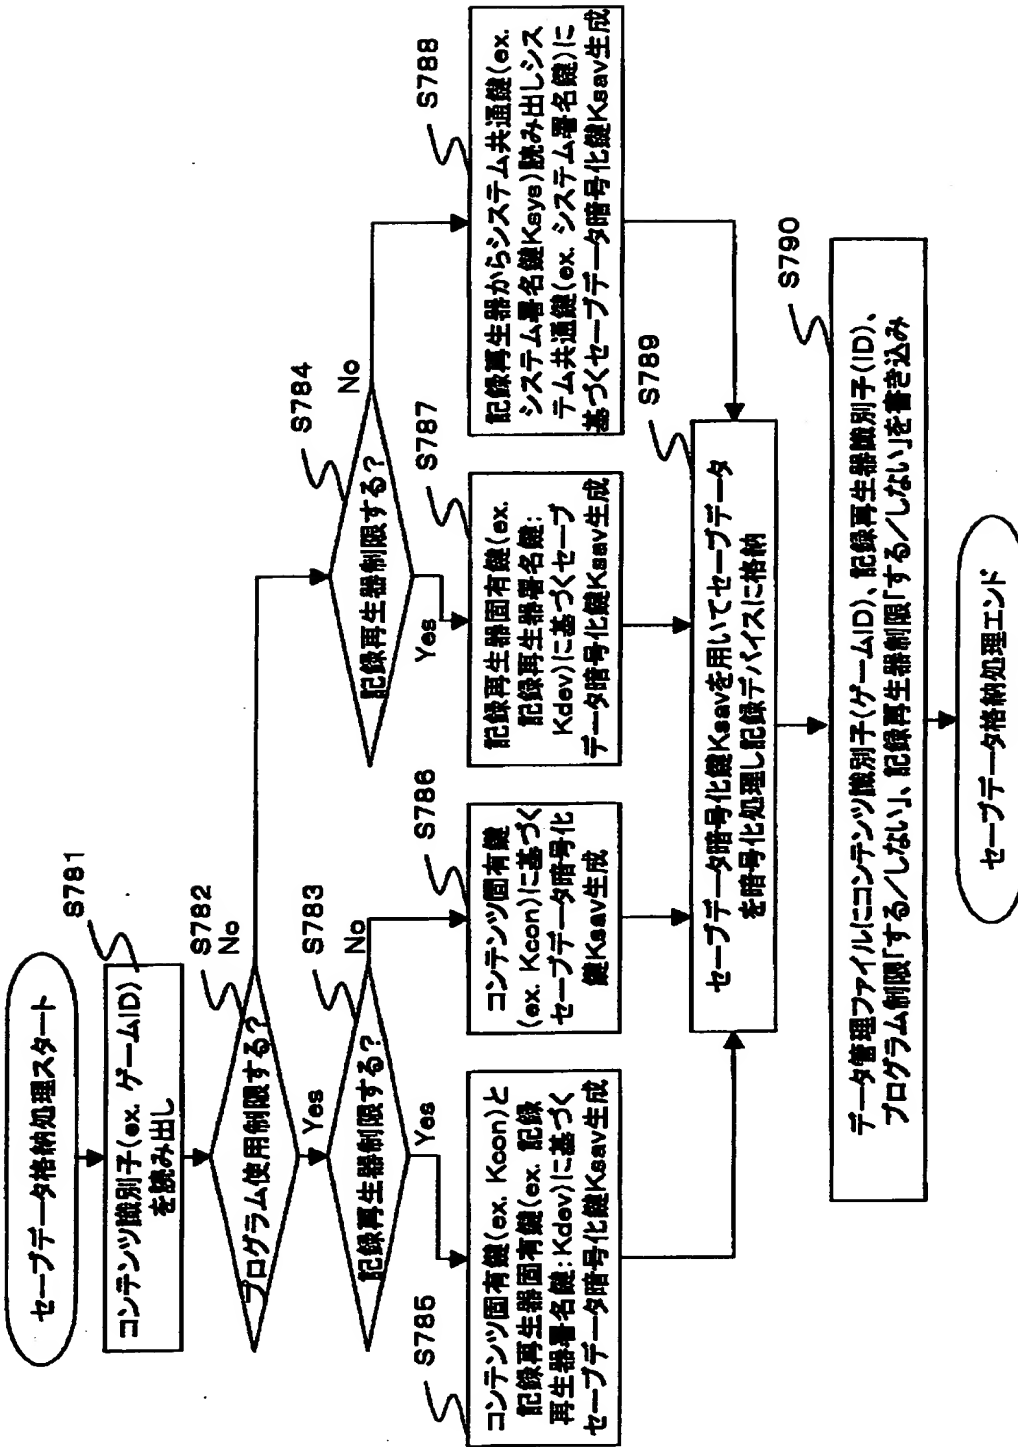 セーブデータ格納処理スタート
S781
コンテンツ識別子(ex. ゲームID)
を読み出し
S782
プログラム使用制限する?
No
Yes
S783
記録再生器制限する?
No
Yes
S784
記録再生器制限する?
No
Yes
S785
コンテンツ固有鍵(ex. Kcon)と
記録再生器固有鍵(ex. 記録
再生器署名鍵:Kdev)に基づく
セーブデータ暗号化鍵Ksav生成
S786
コンテンツ固有鍵
(ex. Kcon)に基づく
セーブデータ暗号化
鍵Ksav生成
S787
記録再生器固有鍵(ex.
記録再生器署名鍵:
Kdev)に基づくセーブ
データ暗号化鍵Ksav生成
S788
記録再生器からシステム共通鍵(ex.
システム署名鍵Ksys)読み出しシス
テム共通鍵(ex. システム署名鍵)に
基づくセーブデータ暗号化鍵Ksav生成
S789
セーブデータ暗号化鍵Ksavを用いてセーブデータ
を暗号化処理し記録デバイスに格納
S790
データ管理ファイルにコンテンツ識別子(ゲームID)、記録再生器識別子(ID)、
プログラム制限「する/しない」、記録再生器制限「する/しない」を書き込み
セーブデータ格納処理エンド